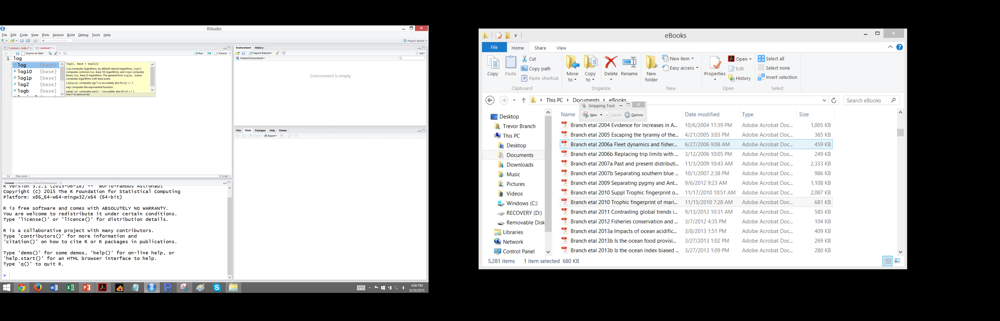 RStudio
File Edit Code View Plots Session Build Debug Tools Help
Go to file/function
Project: (None)
1 Lecture r code.r* × Untitled1* ×
Source on Save Run Source
1 log
log {base}
log10 {base}
log1p {base}
log2 {base}
logb {base}
log(x, base = exp(1))
log computes logarithms, by default natural logarithms, log10
computes common (i.e., base 10) logarithms, and log2 computes
binary (i.e., base 2) logarithms. The general form log(x, base)
computes logarithms with base base.
log1p(x) computes log(1+x) accurately also for |x| << 1.
exp computes the exponential function.
expm1(x) computes exp(x) - 1 accurately also for |x| << 1.
Press F1 for additional help
1:4 (Top Level) R Script
Console C:/Users/Trevor Branch/Downloads/
R version 3.2.1 (2015-06-18) -- "World-Famous Astronaut"
Copyright (C) 2015 The R Foundation for Statistical Computing
Platform: x86_64-w64-mingw32/x64 (64-bit)
R is free software and comes with ABSOLUTELY NO WARRANTY.
You are welcome to redistribute it under certain conditions.
Type 'license()' or 'licence()' for distribution details.
R is a collaborative project with many contributors.
Type 'contributors()' for more information and
'citation()' on how to cite R or R packages in publications.
Type 'demo()' for some demos, 'help()' for on-line help, or
'help.start()' for an HTML browser interface to help.
Type 'q()' to quit R.
>
Environment History
Import Dataset List
Global Environment
Environment is empty
Files Plots Packages Help Viewer
Zoom Export
4:00 PM
9/29/2015
eBooks
File Home Share View
Copy
Paste
Cut
Copy path
Paste shortcut
Clipboard
Move to
Copy to
Delete
Rename
Organize
New folder
New item
Easy access
New
Properties
Open
Edit
History
Open
Select all
Select none
Invert selection
Select
This PC Documents eBooks
Search eBooks
Snipping Tool
New Cancel Options
Desktop
Trevor Branch
This PC
Desktop
Documents
Downloads
Music
Pictures
Videos
Windows (C:)
RECOVERY (D:)
Removable Disk
Libraries
Network
Control Panel
Name Date modified Type Size
Branch etal 2004 Evidence for increases in A... 10/6/2004 11:39 PM Adobe Acrobat Doc... 1,005 KB
Branch etal 2005 Escaping the tyranny of the... 4/21/2005 3:03 PM Adobe Acrobat Doc... 365 KB
Branch etal 2006a Fleet dynamics and fisher... 6/27/2006 9:08 AM Adobe Acrobat Doc... 459 KB
Branch etal 2006b Replacing trip limits with ... 3/12/2006 10:05 PM Adobe Acrobat Doc... 249 KB
Branch etal 2007a Past and present distributi... 11/3/2009 10:43 AM Adobe Acrobat Doc... 2,333 KB
Branch etal 2007b Separating southern blue ... 10/1/2007 2:38 PM Adobe Acrobat Doc... 986 KB
Branch etal 2009 Separating pygmy and Ant... 9/6/2012 9:23 AM Adobe Acrobat Doc... 1,108 KB
Branch etal 2010 Suppl Trophic fingerprint o... 11/17/2010 10:51 AM Adobe Acrobat Doc... 2,087 KB
Branch etal 2010 Trophic fingerprint of mari... 11/15/2010 7:28 AM Adobe Acrobat Doc... 681 KB
Branch etal 2011 Contrasting global trends i... 9/13/2012 10:31 AM Adobe Acrobat Doc... 585 KB
Branch etal 2012 Fisheries conservation and ... 3/7/2012 4:35 PM Adobe Acrobat Doc... 104 KB
Branch etal 2013a Impacts of ocean acidific... 3/8/2013 1:51 PM Adobe Acrobat Doc... 409 KB
Branch etal 2013b Is the ocean food provisi... 3/27/2013 1:02 PM Adobe Acrobat Doc... 269 KB
Branch etal 2013b Is the ocean index biased ... 3/27/2013 1:09 PM Adobe Acrobat Doc... 280 KB
5,281 items 1 item selected 680 KB